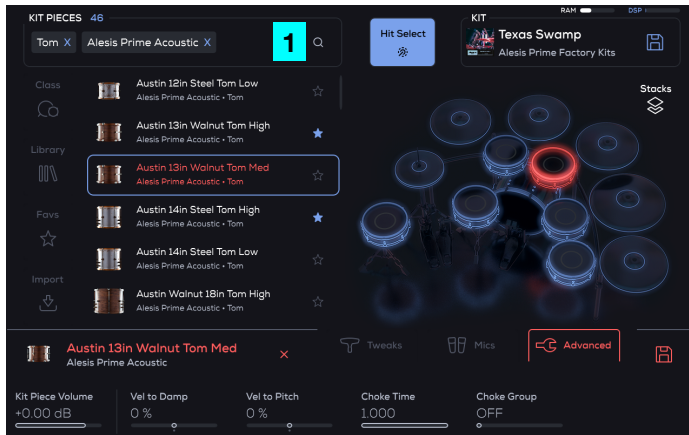 KIT PIECES 46
Tom X Alesis Prime Acoustic X
1
Hit Select
RAM
DSP
KIT
Texas Swamp
Alesis Prime Factory Kits
Stacks
Class
Library
Favs
Import
Austin 12in Steel Tom Low
Alesis Prime Acoustic • Tom
Austin 13in Walnut Tom High
Alesis Prime Acoustic • Tom
Austin 13in Walnut Tom Med
Alesis Prime Acoustic • Tom
Austin 14in Steel Tom High
Alesis Prime Acoustic • Tom
Austin 14in Steel Tom Low
Alesis Prime Acoustic • Tom
Austin Walnut 18in Tom High
Alesis Prime Acoustic • Tom
Austin 13in Walnut Tom Med
Alesis Prime Acoustic
Tweaks
Mics
Advanced
Kit Piece Volume
+0.00 dB
Vel to Damp
0 %
Vel to Pitch
0 %
Choke Time
1.000
Choke Group
OFF